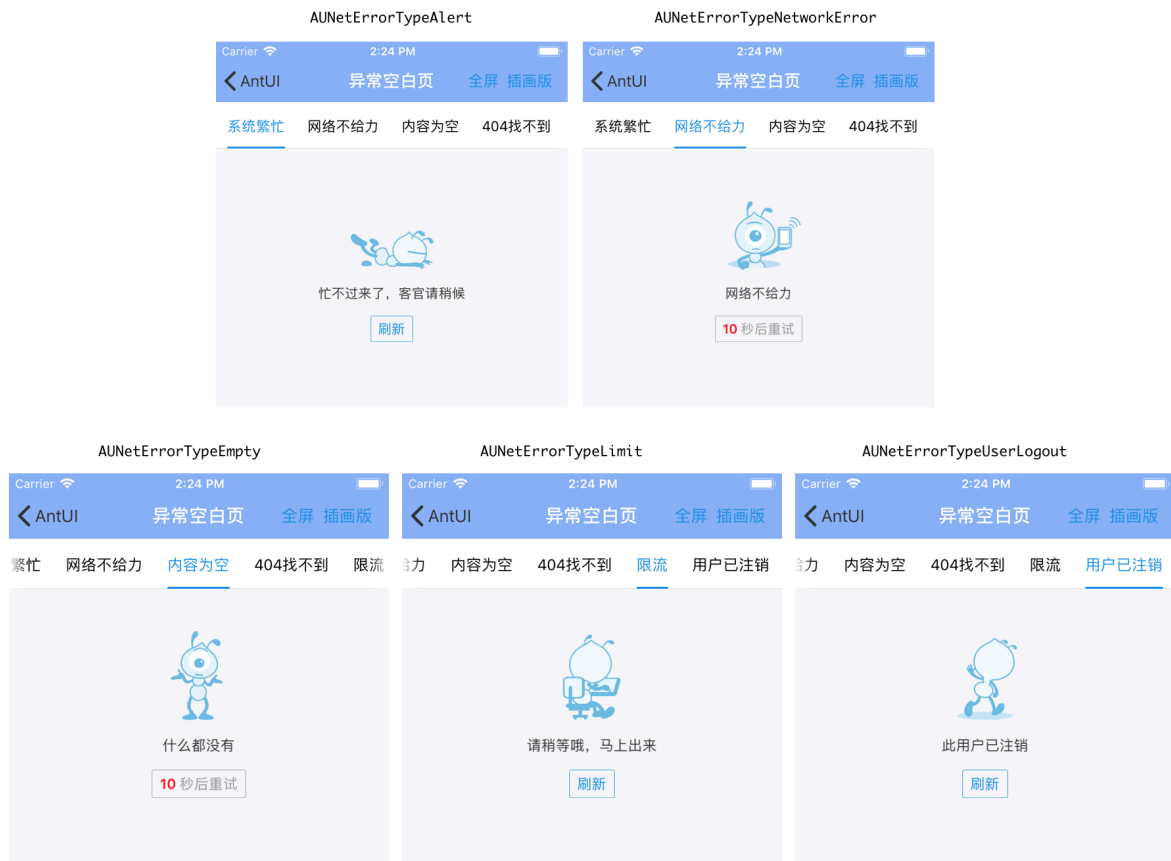 AUNetErrorTypeAlert
Carrier 2:24 PM
AntUI 异常空白页 全屏 插画版
系统繁忙 网络不给力 内容为空 404找不到
忙不过来了，客官请稍候
刷新
AUNetErrorTypeNetworkError
Carrier 2:24 PM
AntUI 异常空白页 全屏 插画版
系统繁忙 网络不给力 内容为空 404找不到
网络不给力
10 秒后重试
AUNetErrorTypeEmpty
Carrier 2:24 PM
AntUI 异常空白页 全屏 插画版
繁忙 网络不给力 内容为空 404找不到 限流
什么都没有
10 秒后重试
AUNetErrorTypeLimit
Carrier 2:24 PM
AntUI 异常空白页 全屏 插画版
给力 内容为空 404找不到 限流 用户已注销
请稍等哦，马上出来
刷新
AUNetErrorTypeUserLogout
Carrier 2:24 PM
AntUI 异常空白页 全屏 插画版
力 内容为空 404找不到 限流 用户已注销
此用户已注销
刷新